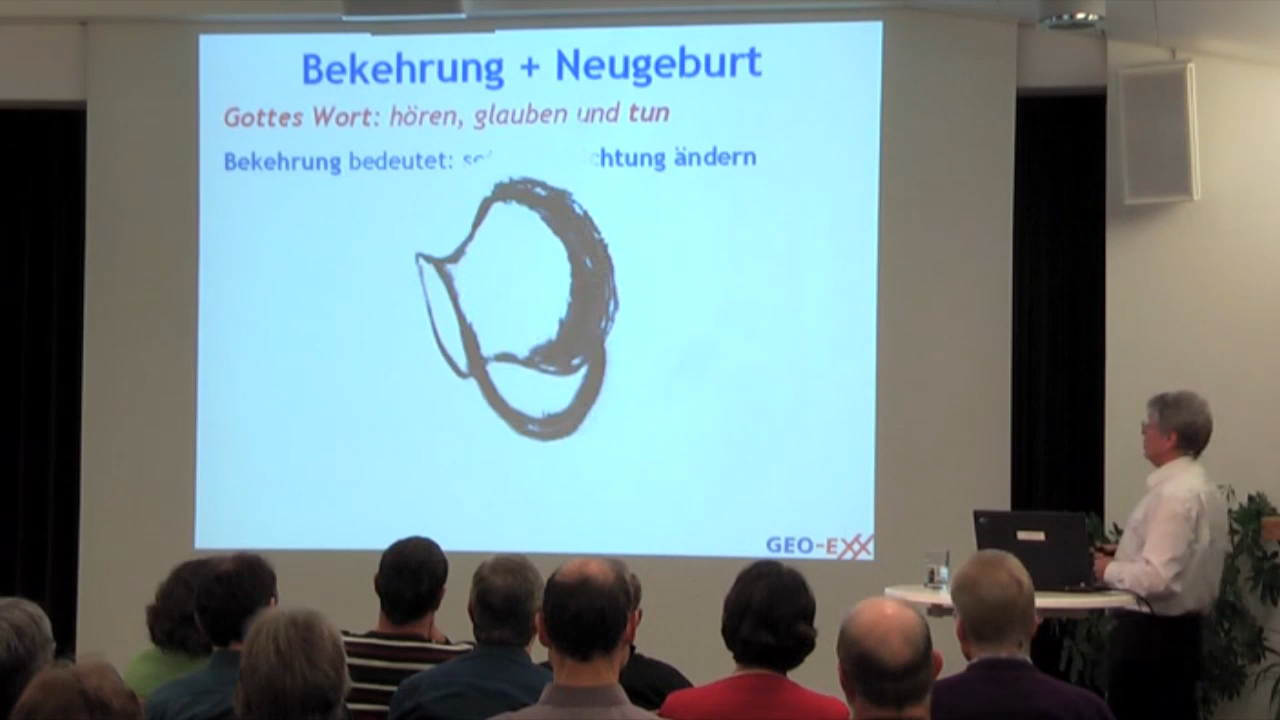 Bekehrung + Neugeburt
Gottes Wort: hören, glauben und tun
Bekehrung bedeutet: ändern
GEO-EXX